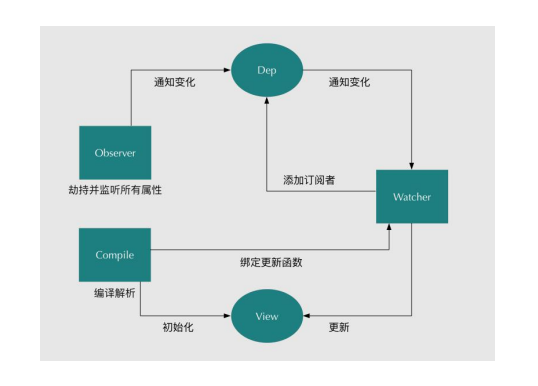 Dep
通知变化
通知变化
Observer
劫持并监听所有属性
添加订阅者
Watcher
Compile
绑定更新函数
编译解析
View
初始化
更新